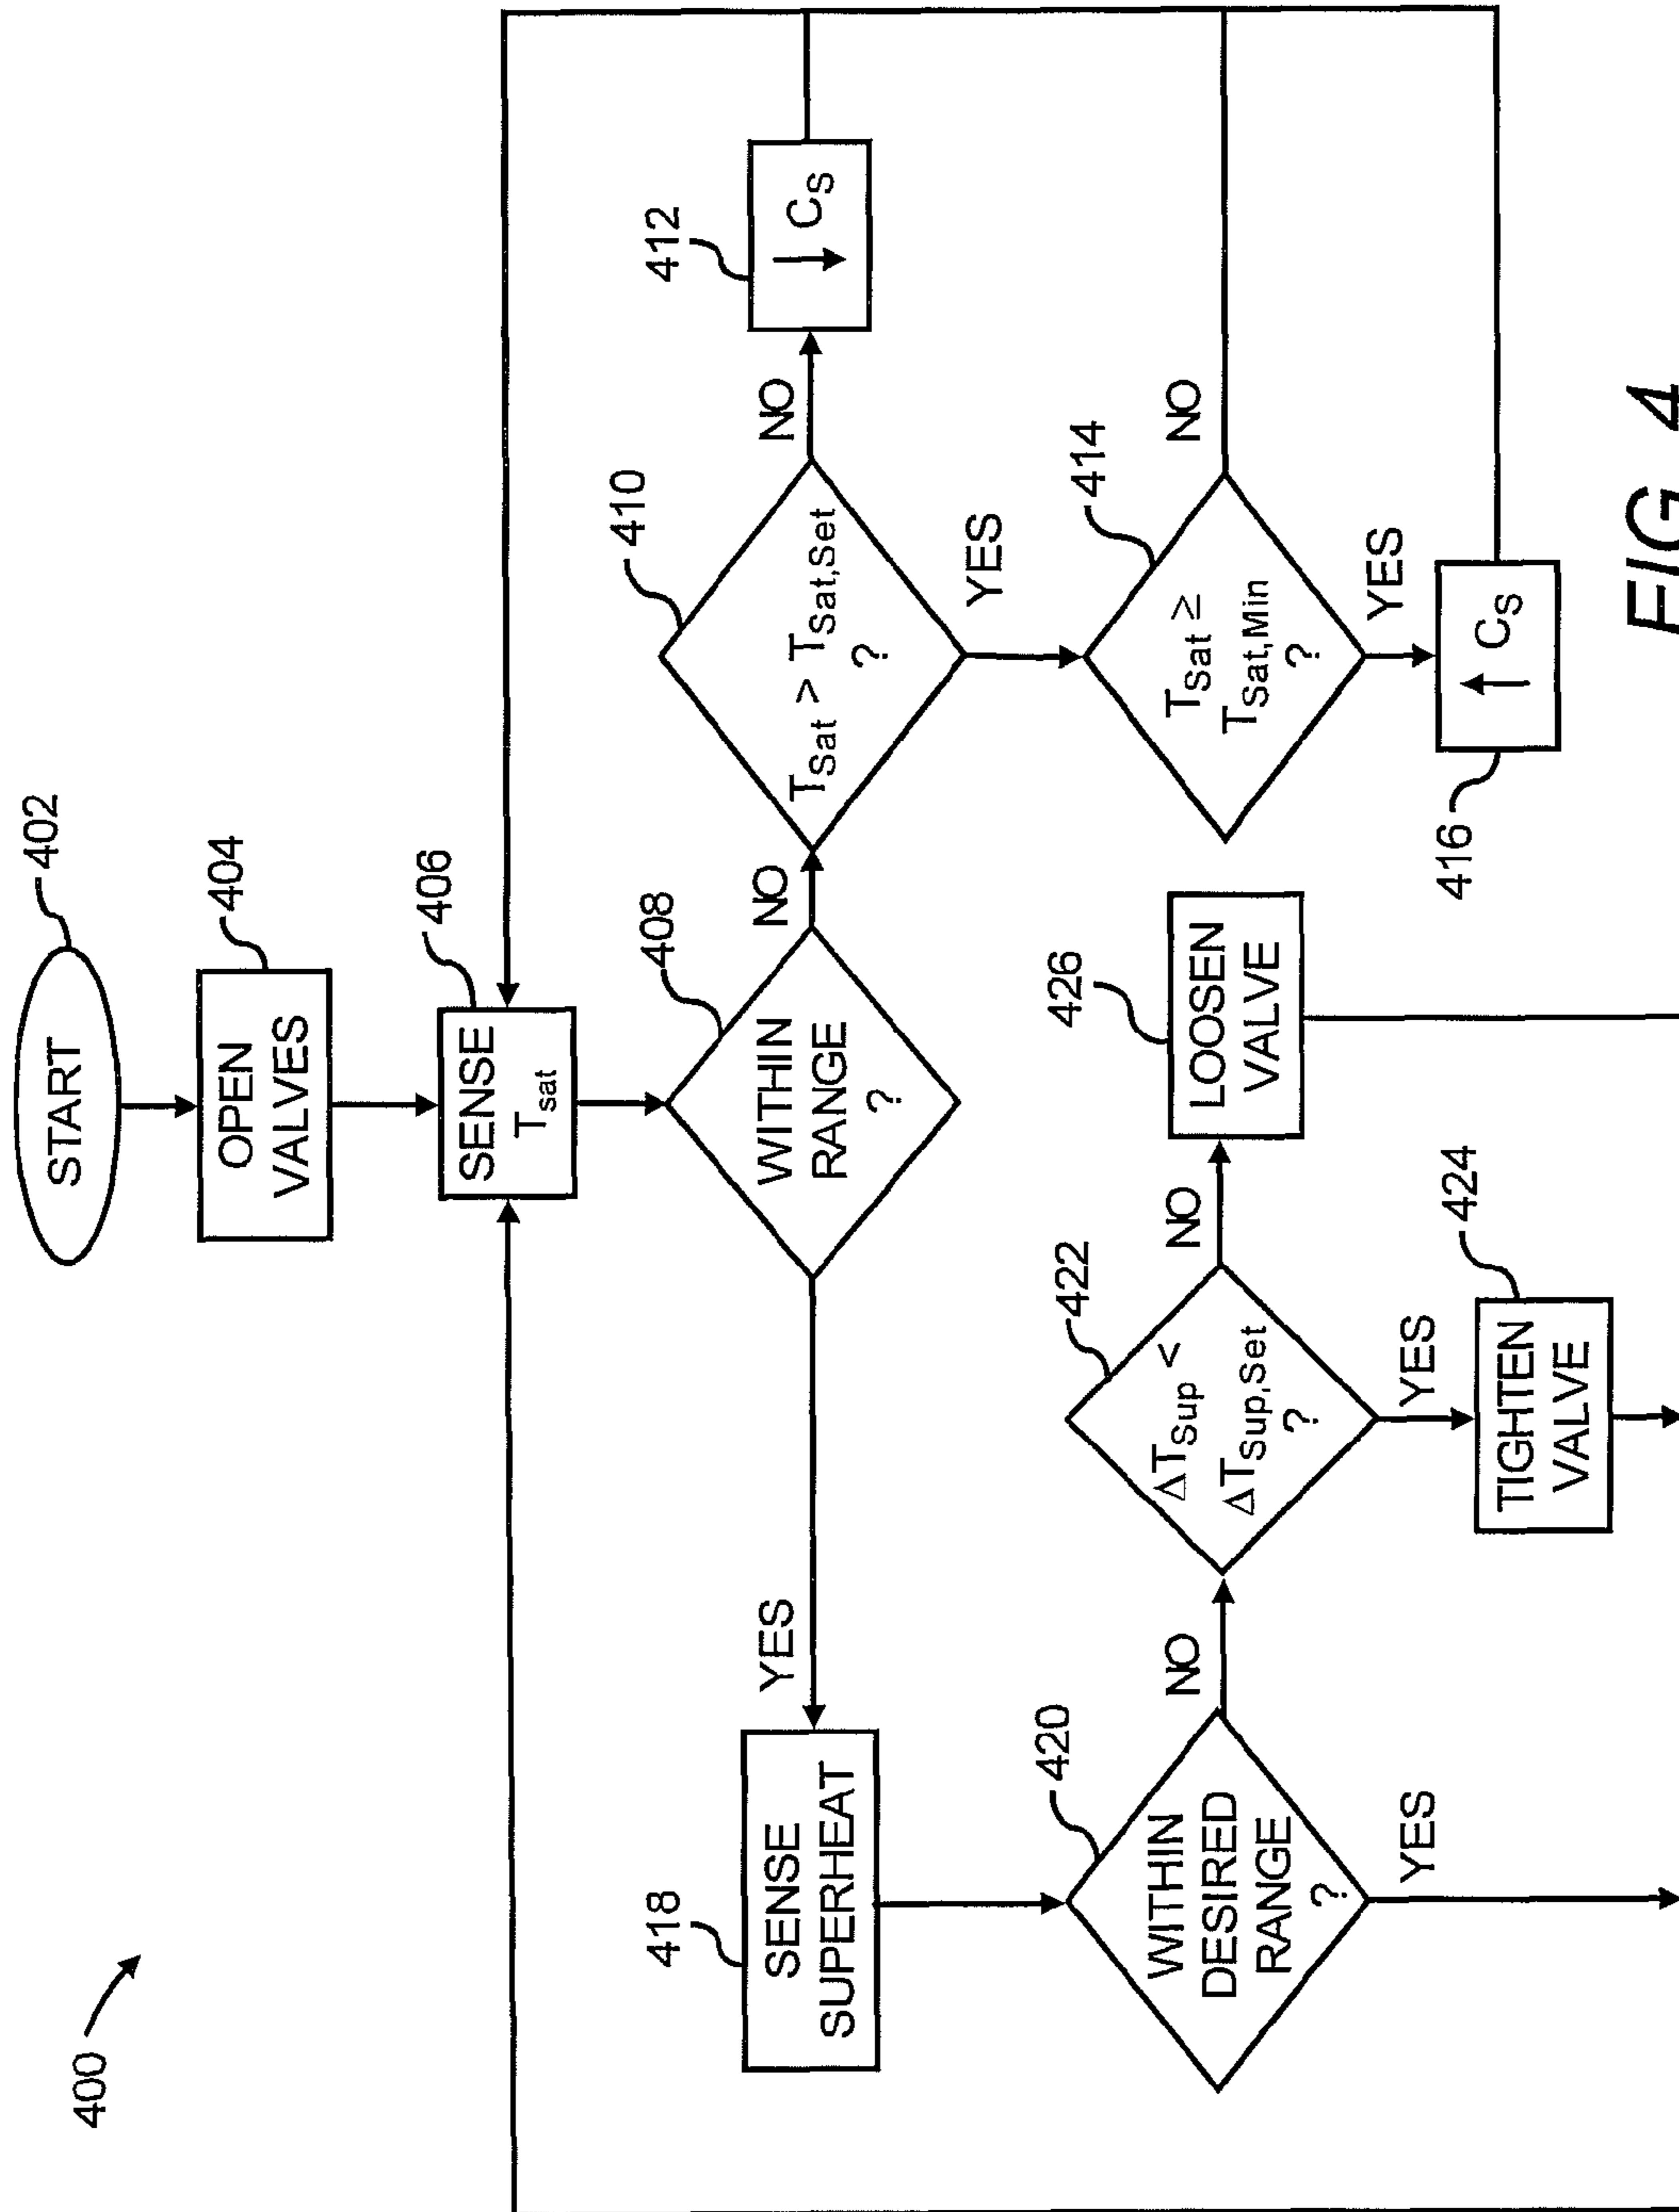 400
START
402
OPEN
VALVES
404
SENSE
Tsat
406
WITHIN
RANGE
?
408
NO
YES
Tsat > Tsat,Set
?
410
NO
↓ CS
412
YES
Tsat ≥
Tsat,Min
?
414
NO
YES
↑ CS
416
SENSE
SUPERHEAT
418
WITHIN
DESIRED
RANGE
?
420
NO
YES
ΔTSup <
ΔTSup,Set
?
422
NO
LOOSEN
VALVE
426
YES
TIGHTEN
VALVE
424
FIG. 4